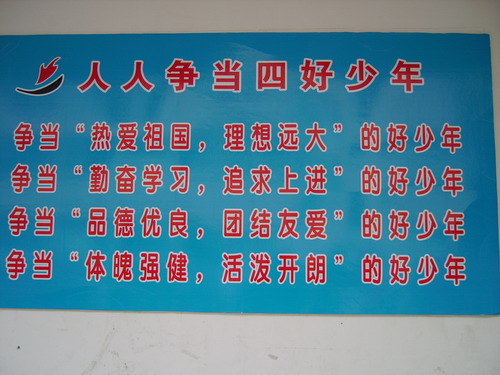 人人争当四好少年
争当“热爱祖国，理想远大”的好少年
争当“勤奋学习，追求上进”的好少年
争当“品德优良，团结友爱”的好少年
争当“体魄强健，活泼开朗”的好少年